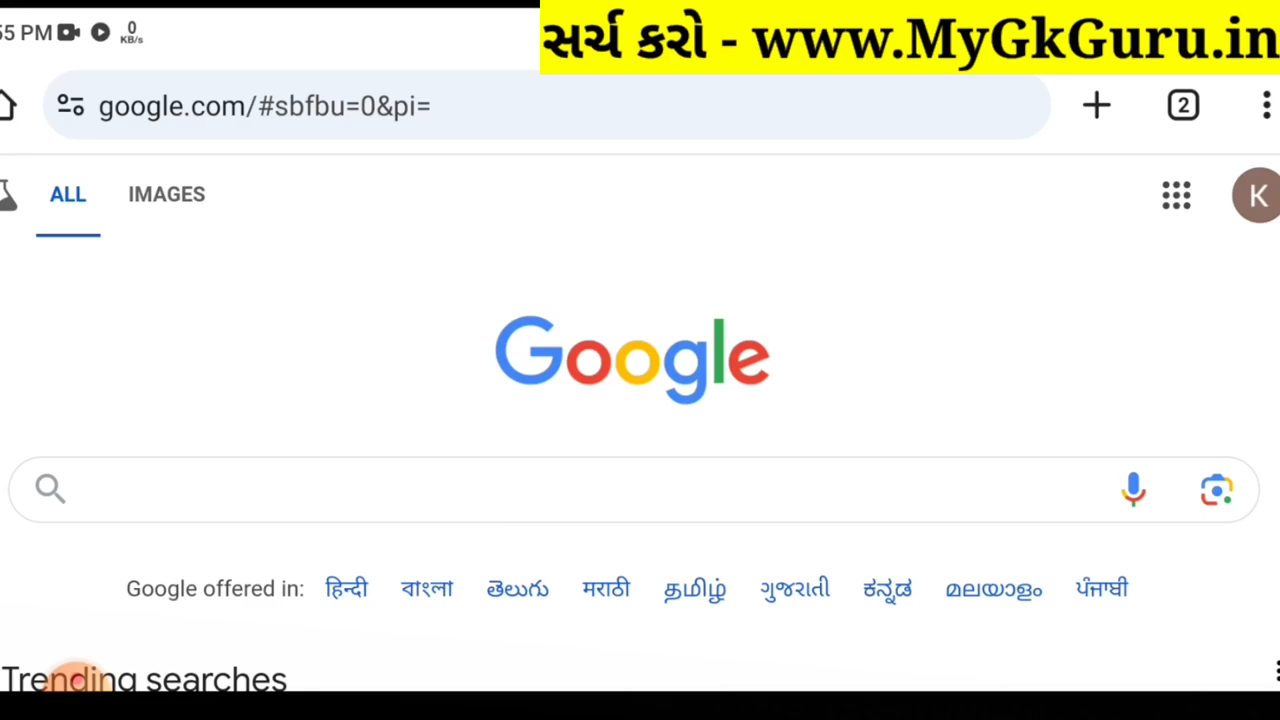 55 PM 0 KB/s
સર્ચ કરો - www.MyGkGuru.in
google.com/#sbfbu=0&pi=
2
ALL IMAGES
K
Google
Google offered in: हिन्दी বাংলা తెలుగు मराठी தமிழ் ગુજરાતી ಕನ್ನಡ മലയാളം ਪੰਜਾਬੀ
Trending searches